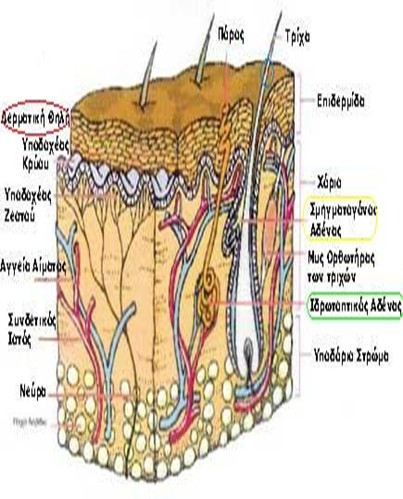 Πόρος
Τρίχα
Δερματική Θηλή
Επιδερμίδα
Υποδοχέας
Κρύου
Χόριο
Υποδοχέας
Ζεστού
Σμηγματογόνος
Αδένας
Αγγεία Αίματος
Μυς Ορθωτήρας
των τριχών
Ιδρωτοποιός Αδένας
Συνδετικός
Ιστός
Υποδόριο Στρώμα
Νεύρα